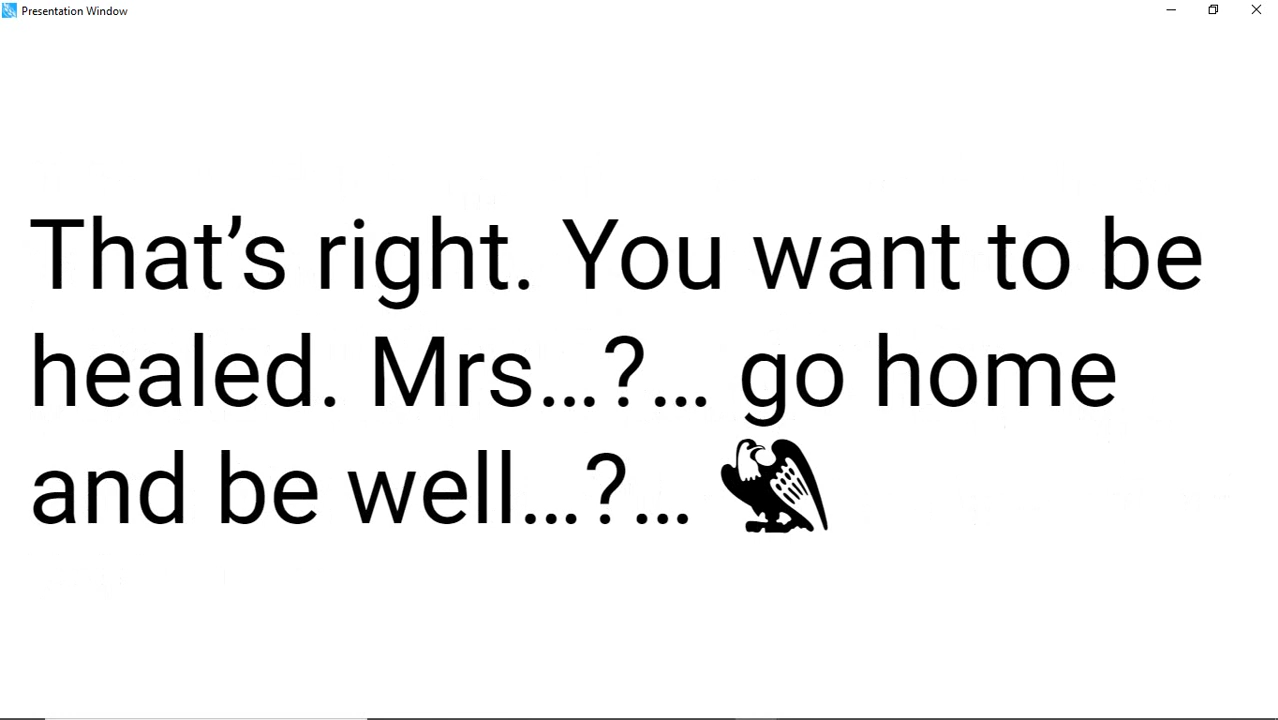 Presentation Window
That’s right. You want to be
healed. Mrs...?... go home
and be well...?...